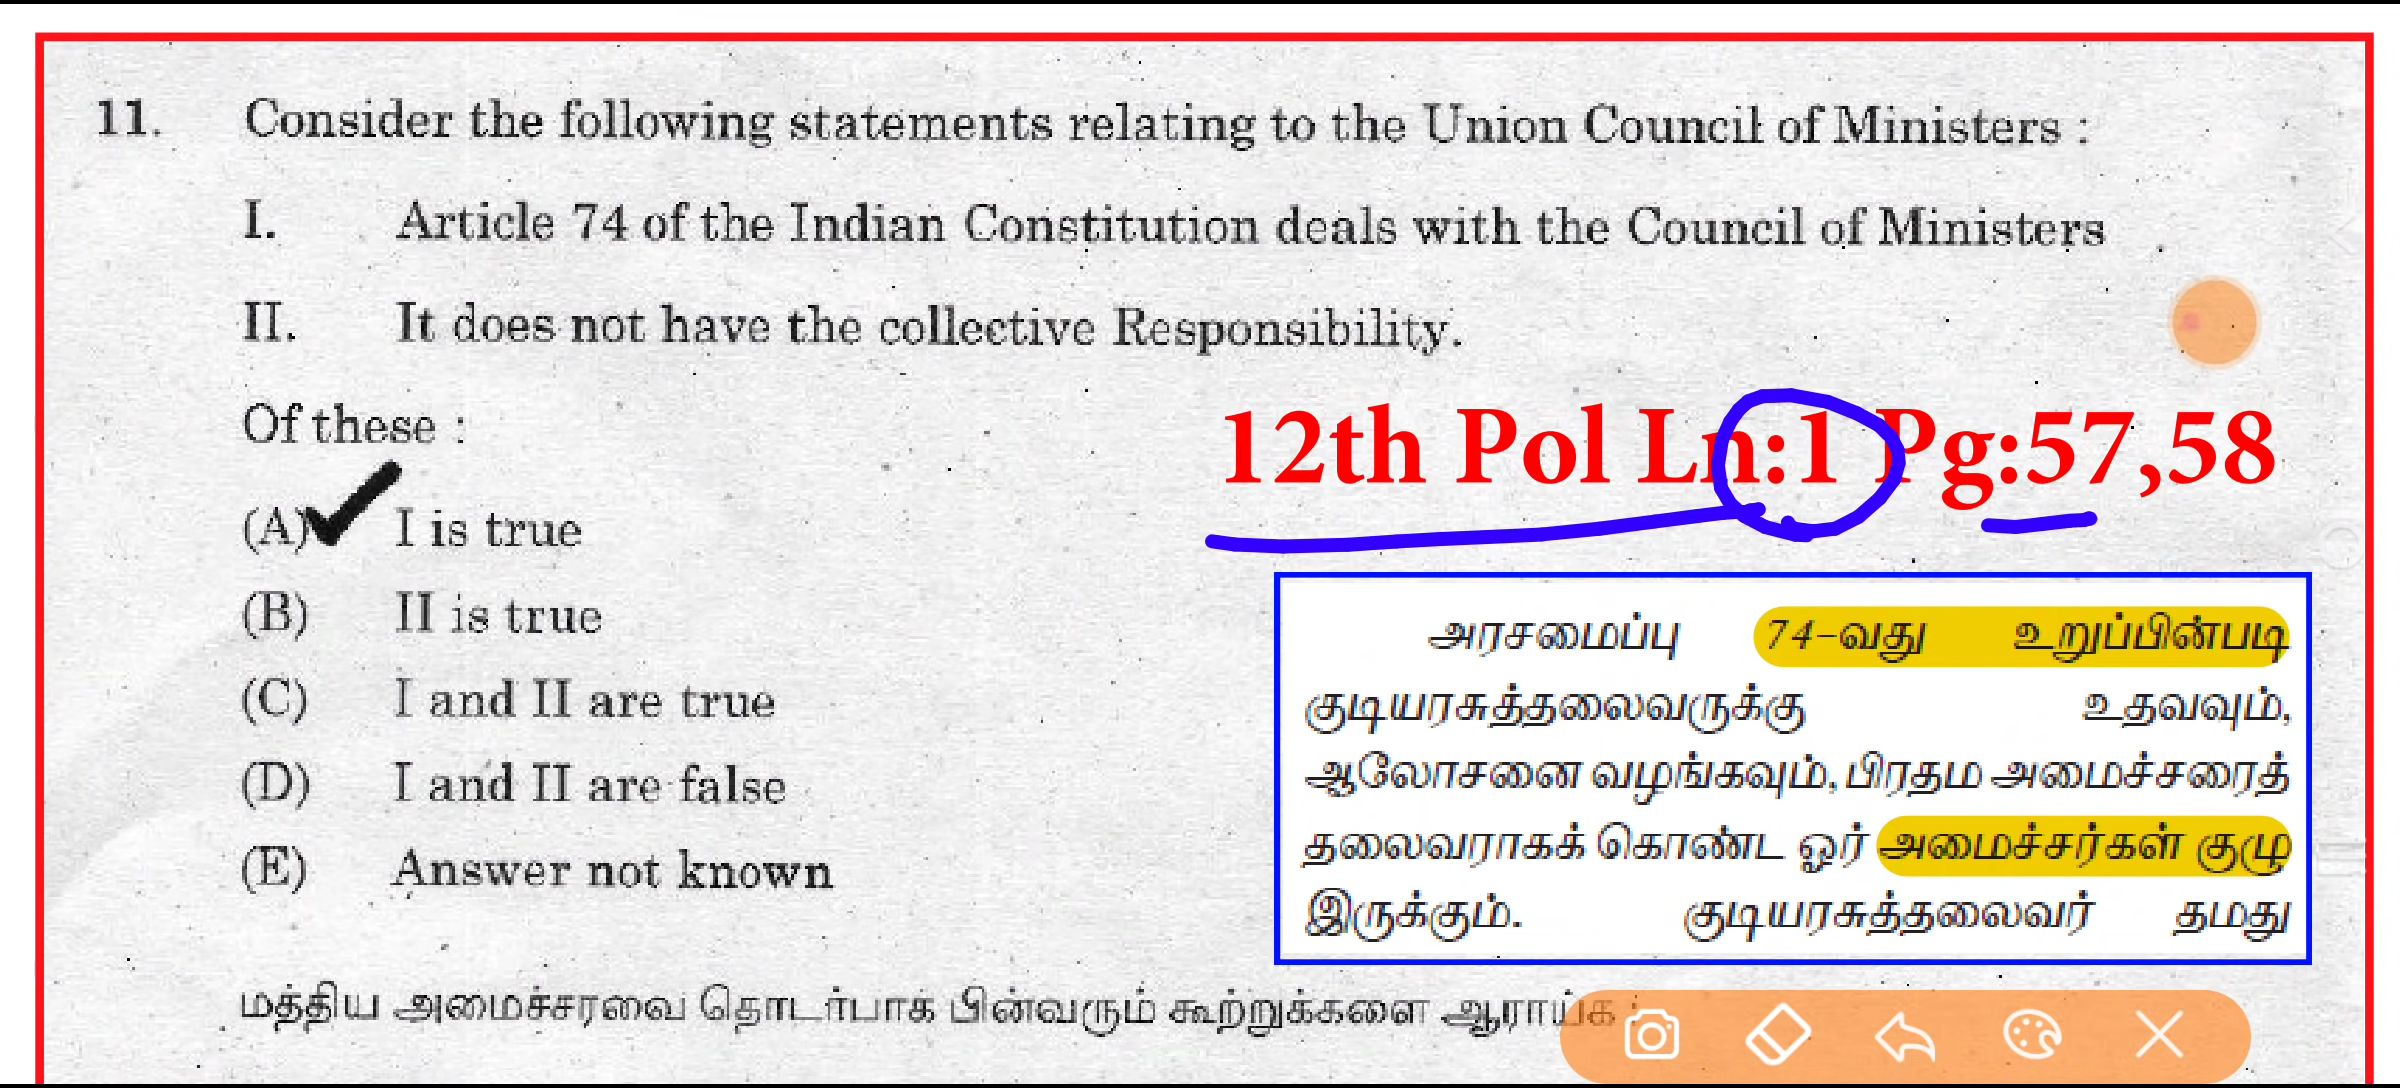 11. Consider the following statements relating to the Union Council of Ministers :
I. Article 74 of the Indian Constitution deals with the Council of Ministers
II. It does not have the collective Responsibility.
Of these :
12th Pol Ln:1 Pg:57,58
(A) I is true
(B) II is true
(C) I and II are true
(D) I and II are false
(E) Answer not known
அரசமைப்பு 74-வது உறுப்பின்படி
குடியரசுத்தலைவருக்கு உதவவும்,
ஆலோசனை வழங்கவும், பிரதம அமைச்சரைத்
தலைவராகக் கொண்ட ஓர் அமைச்சர்கள் குழு
இருக்கும். குடியரசுத்தலைவர் தமது
மத்திய அமைச்சரவை தொடர்பாக பின்வரும் கூற்றுக்களை ஆராய்க :